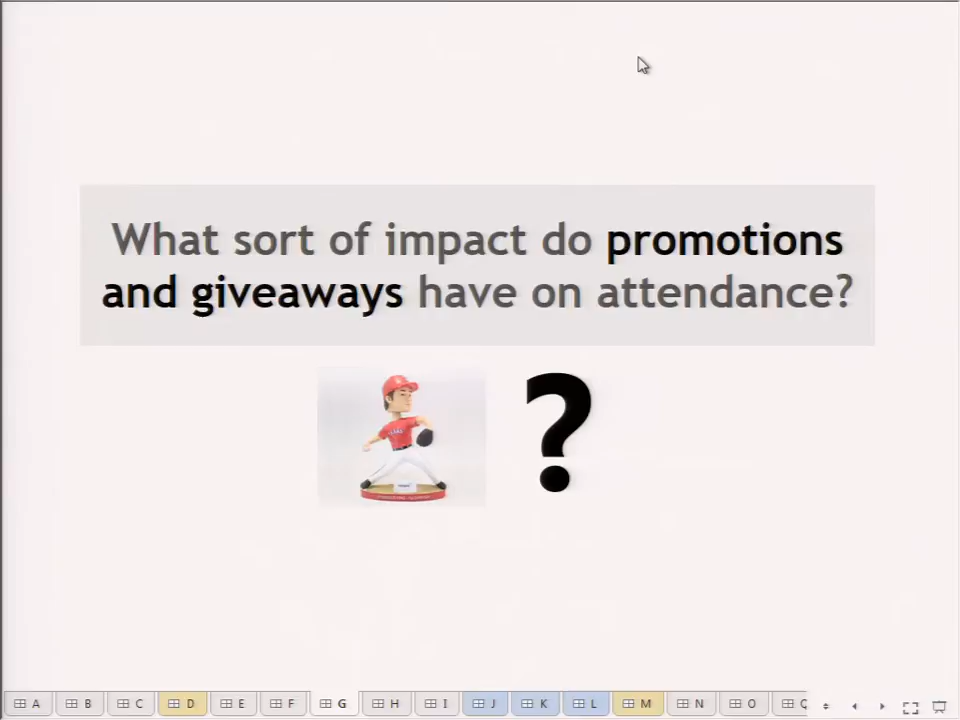 What sort of impact do promotions
and giveaways have on attendance?
?
A B C D E F G H I J K L M N O Q